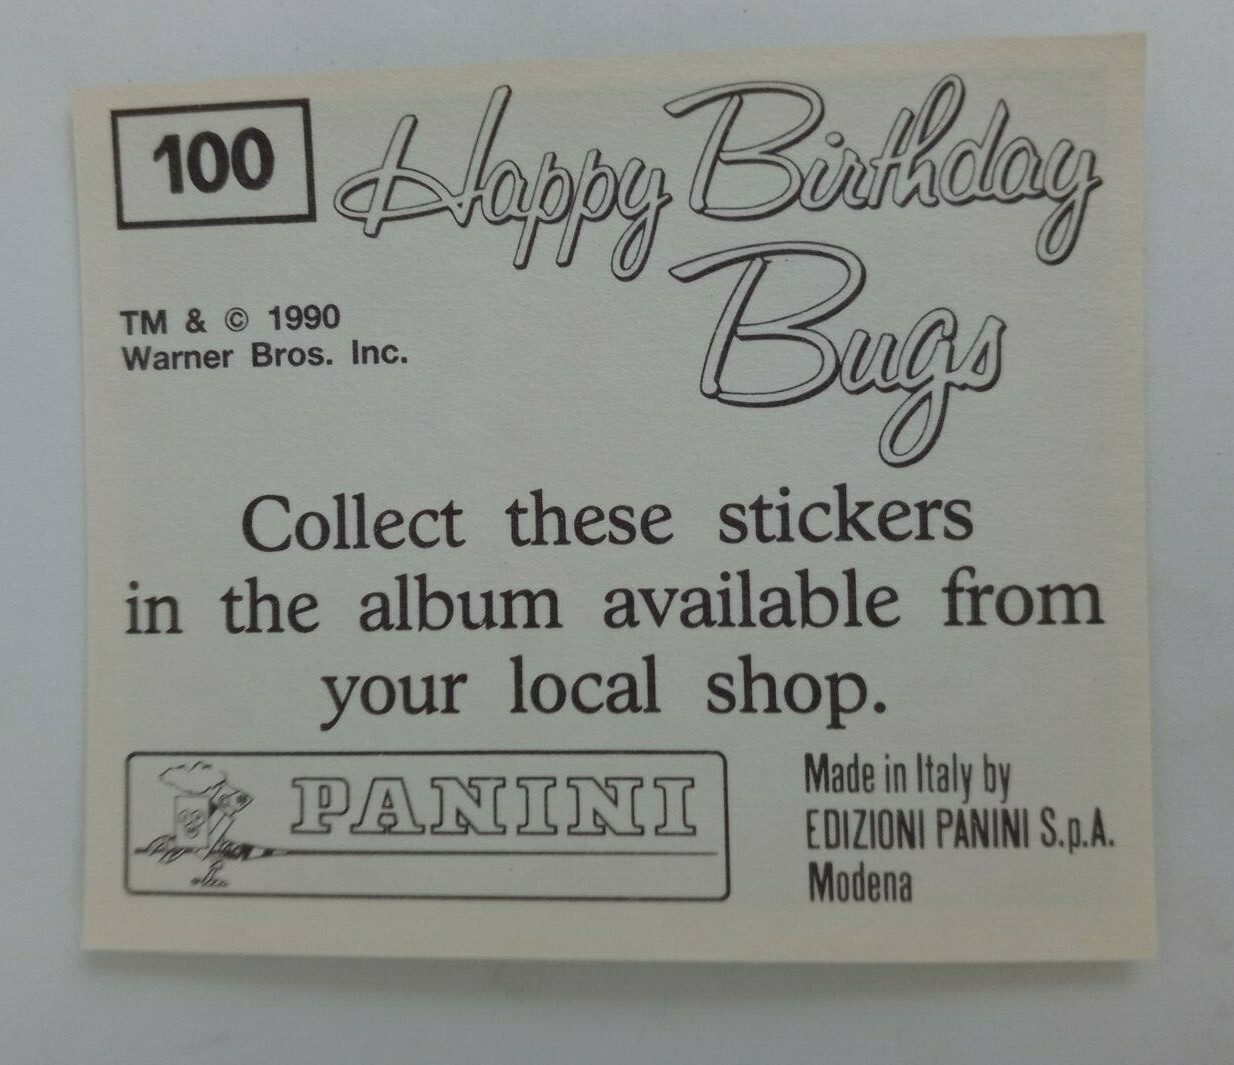 100
Happy Birthday
Bugs
TM & © 1990
Warner Bros. Inc.
Collect these stickers
in the album available from
your local shop.
PANINI
Made in Italy by
EDIZIONI PANINI S.p.A.
Modena